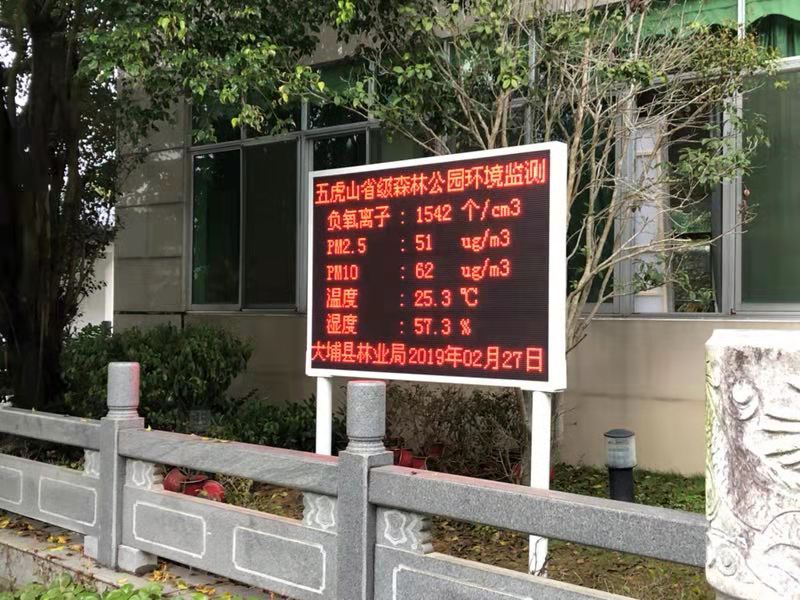 五虎山省级森林公园环境监测
负氧离子 : 1542 个/cm3
PM2.5 : 51 ug/m3
PM10 : 62 ug/m3
温度 : 25.3 ℃
湿度 : 57.3 %
大埔县林业局2019年02月27日